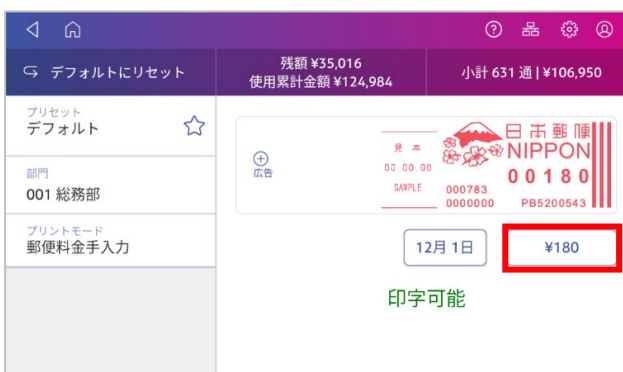 デフォルトにリセット
残額 ¥35,016
使用累計金額 ¥124,984
小計 631 通 | ¥106,950
プリセット
デフォルト
部門
001 総務部
プリントモード
郵便料金手入力
広告
見 本
00.00.00
SAMPLE
000783
0000000
日本郵便
NIPPON
00180
PB5200543
12月 1日
¥180
印字可能